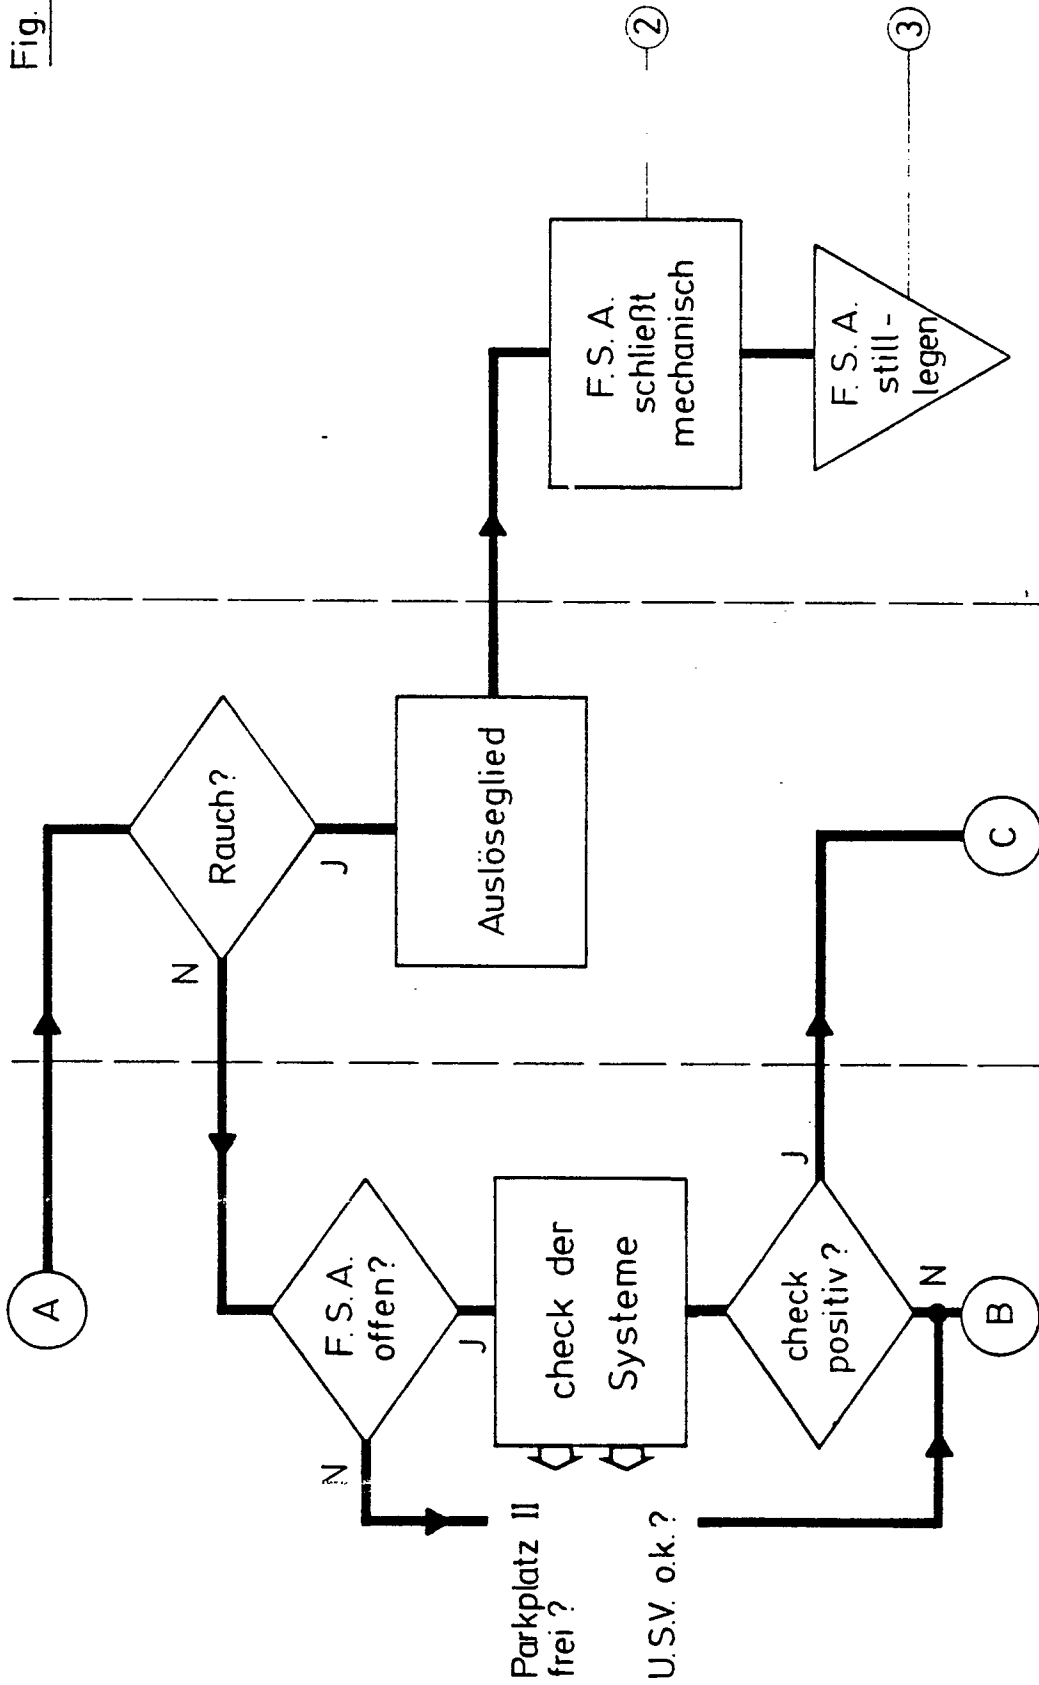 Fig.
A
Rauch?
N
J
Auslöseglied
F. S. A.
schließt
mechanisch
2
F. S. A.
still -
legen
3
F. S. A.
offen?
N
J
check der
Systeme
Parkplatz II
frei ?
U.S.V. o.k.?
check
positiv?
J
N
B
C